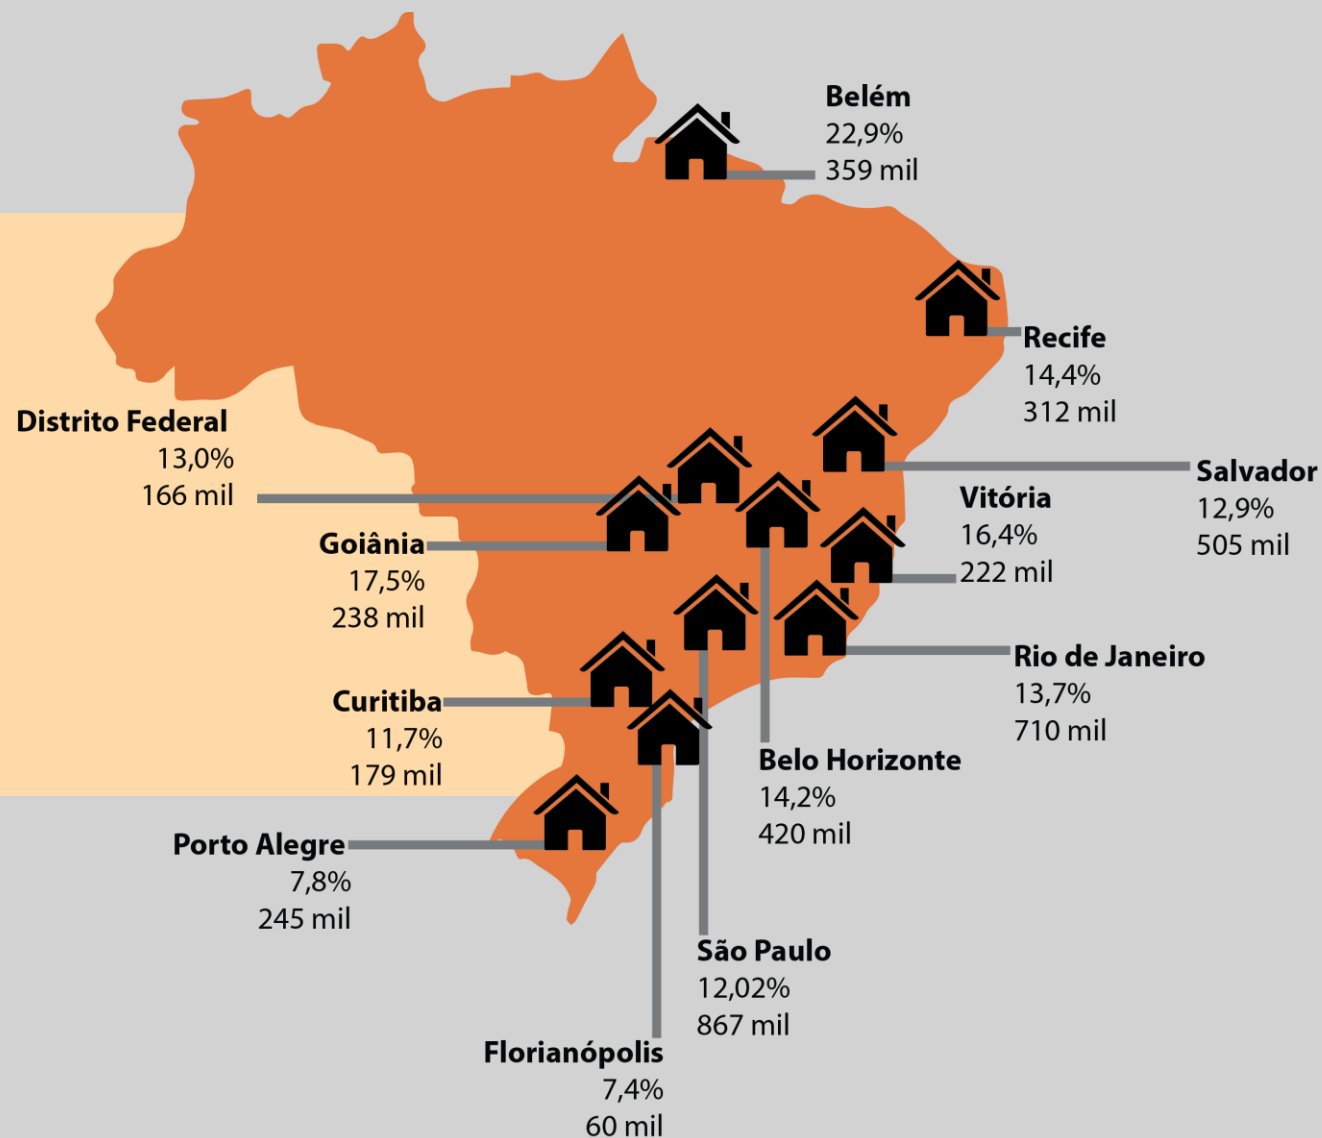 Belém
22,9%
359 mil
Recife
14,4%
312 mil
Distrito Federal
13,0%
166 mil
Salvador
12,9%
505 mil
Vitória
16,4%
222 mil
Goiânia
17,5%
238 mil
Rio de Janeiro
13,7%
710 mil
Curitiba
11,7%
179 mil
Belo Horizonte
14,2%
420 mil
Porto Alegre
7,8%
245 mil
São Paulo
12,02%
867 mil
Florianópolis
7,4%
60 mil